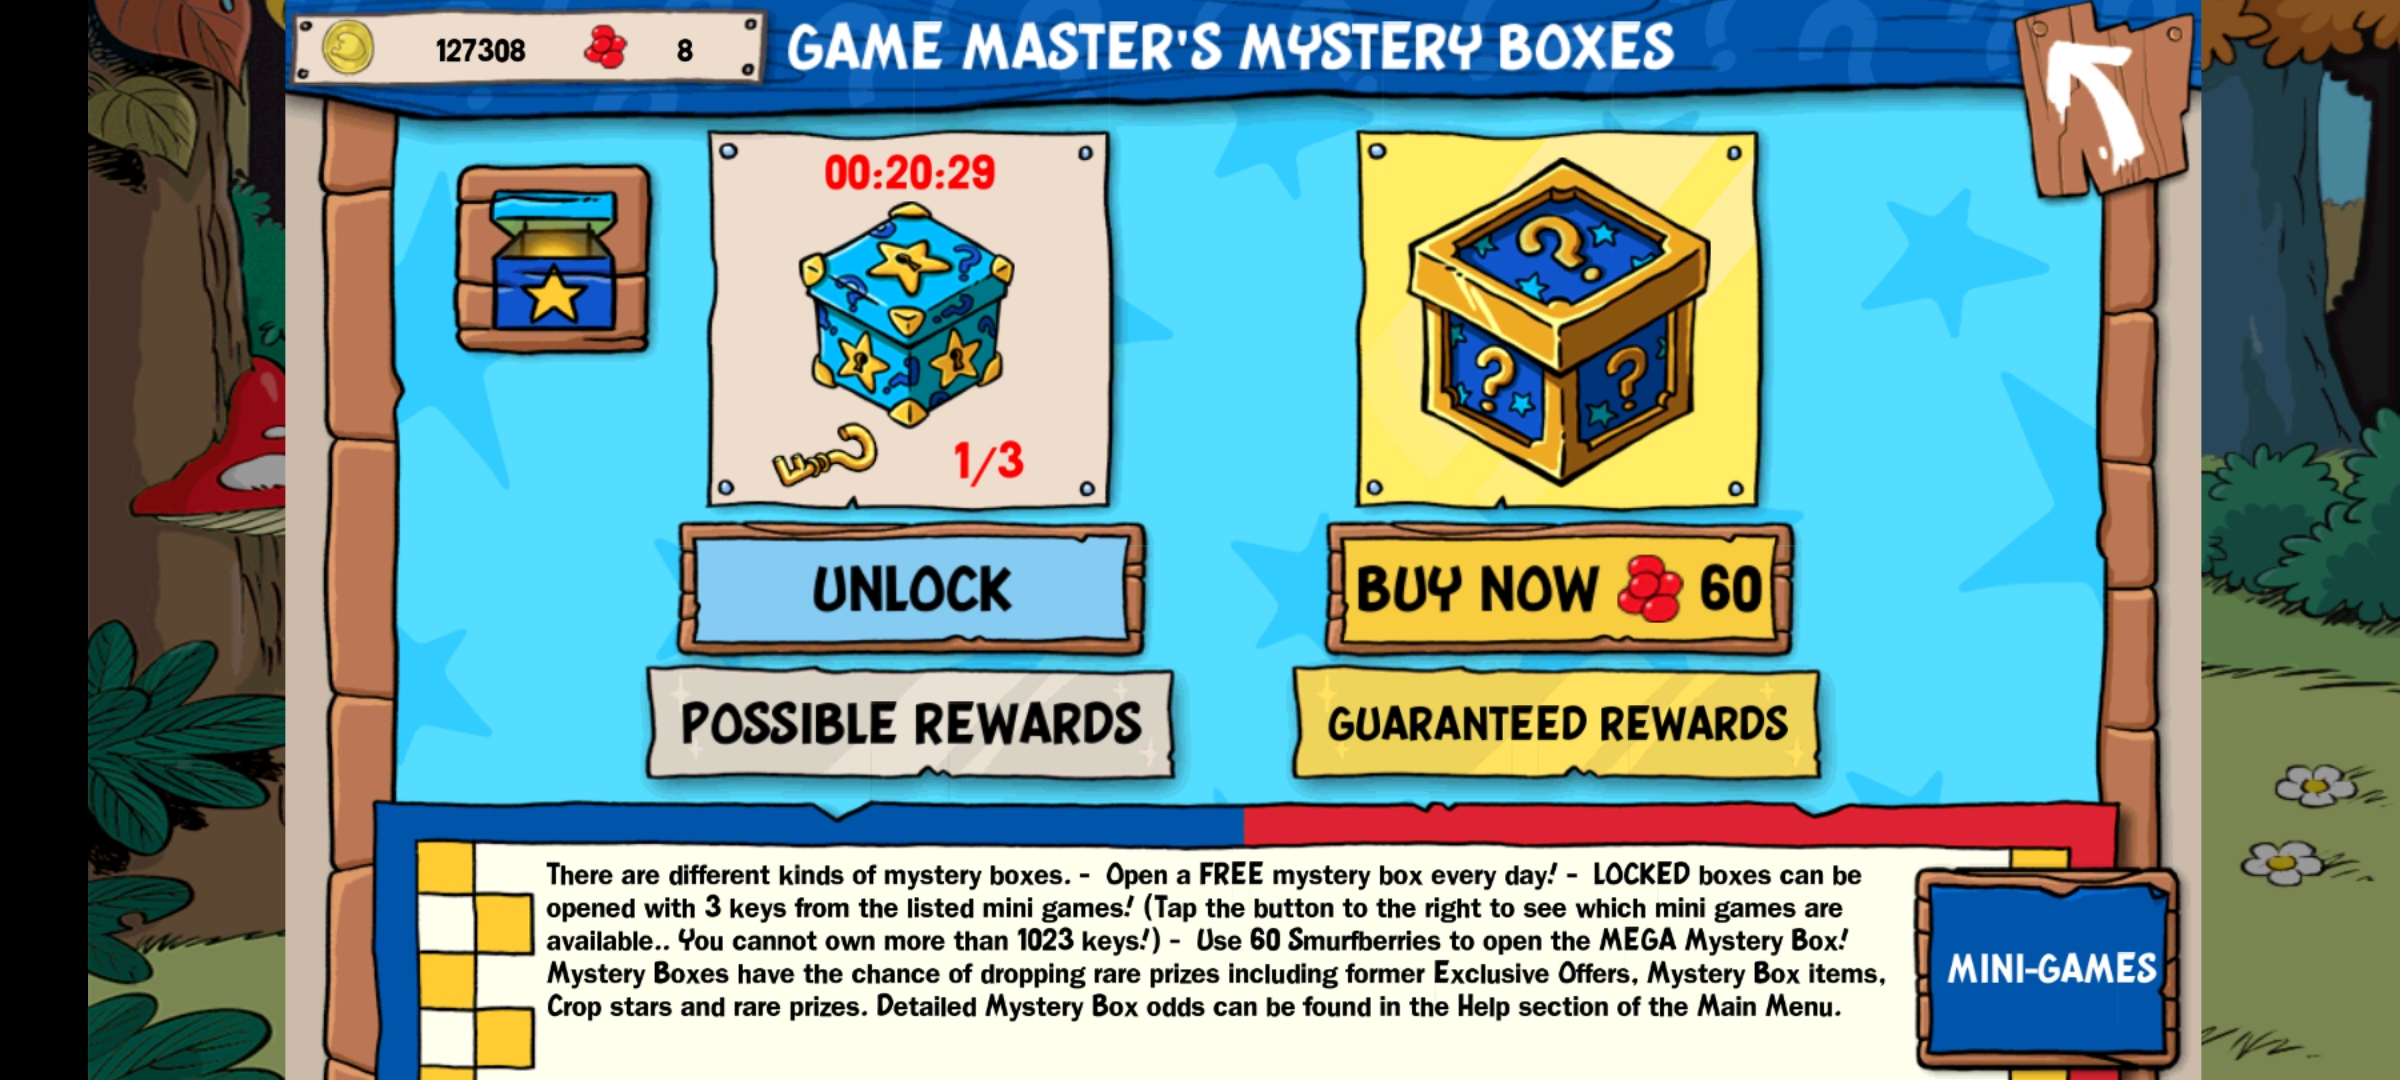 127308
8
GAME MASTER'S MYSTERY BOXES
00:20:29
1/3
UNLOCK
BUY NOW 60
POSSIBLE REWARDS
GUARANTEED REWARDS
There are different kinds of mystery boxes. - Open a FREE mystery box every day! - LOCKED boxes can be
opened with 3 keys from the listed mini games! (Tap the button to the right to see which mini games are
available.. You cannot own more than 1023 keys!) - Use 60 Smurfberries to open the MEGA Mystery Box!
Mystery Boxes have the chance of dropping rare prizes including former Exclusive Offers, Mystery Box items,
Crop stars and rare prizes. Detailed Mystery Box odds can be found in the Help section of the Main Menu.
MINI-GAMES